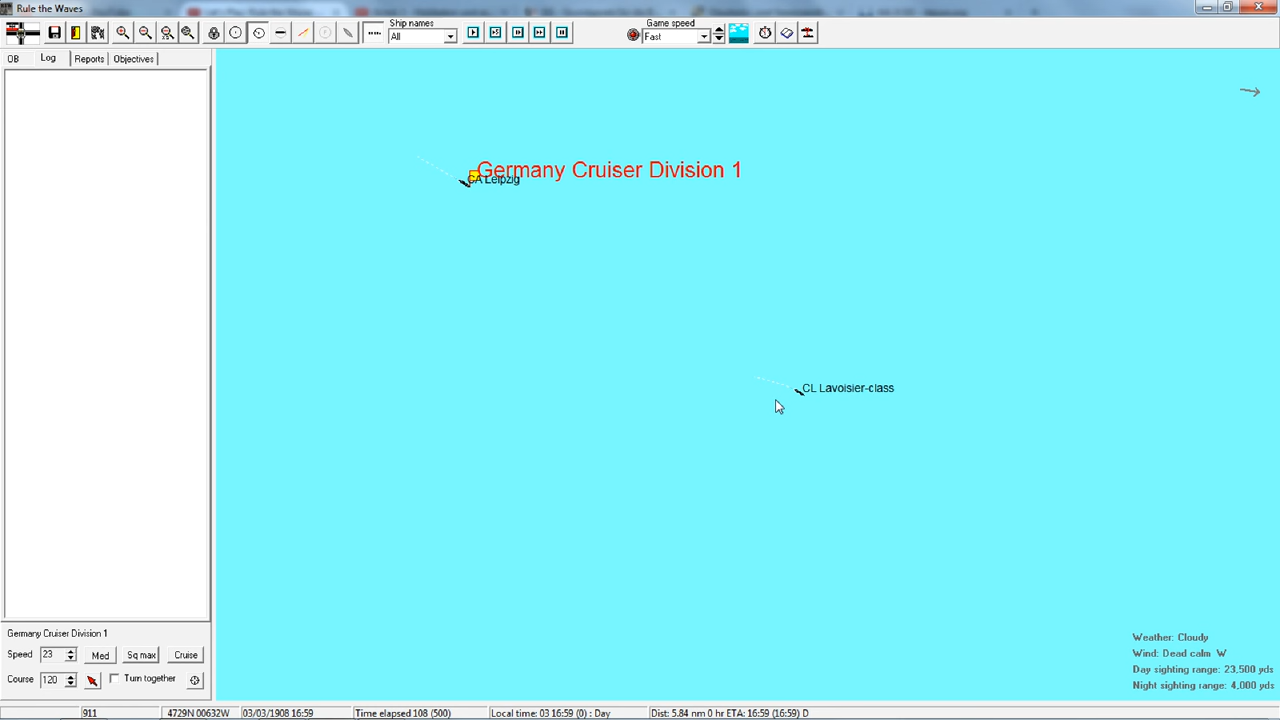 Rule the Waves
Ship names
All
Game speed
Fast
OB Log Reports Objectives
Germany Cruiser Division 1
CA Leipzig
CL Lavoisier-class
Germany Cruiser Division 1
Speed 23 Med Sq max Cruise
Course 120 Turn together
Weather: Cloudy
Wind: Dead calm W
Day sighting range: 23,500 yds
Night sighting range: 4,000 yds
911 4729N 00632W 03/03/1908 16:59 Time elapsed 108 (500) Local time: 03 16:59 (0) : Day Dist: 5.84 nm 0 hr ETA: 16:59 (16:59) D